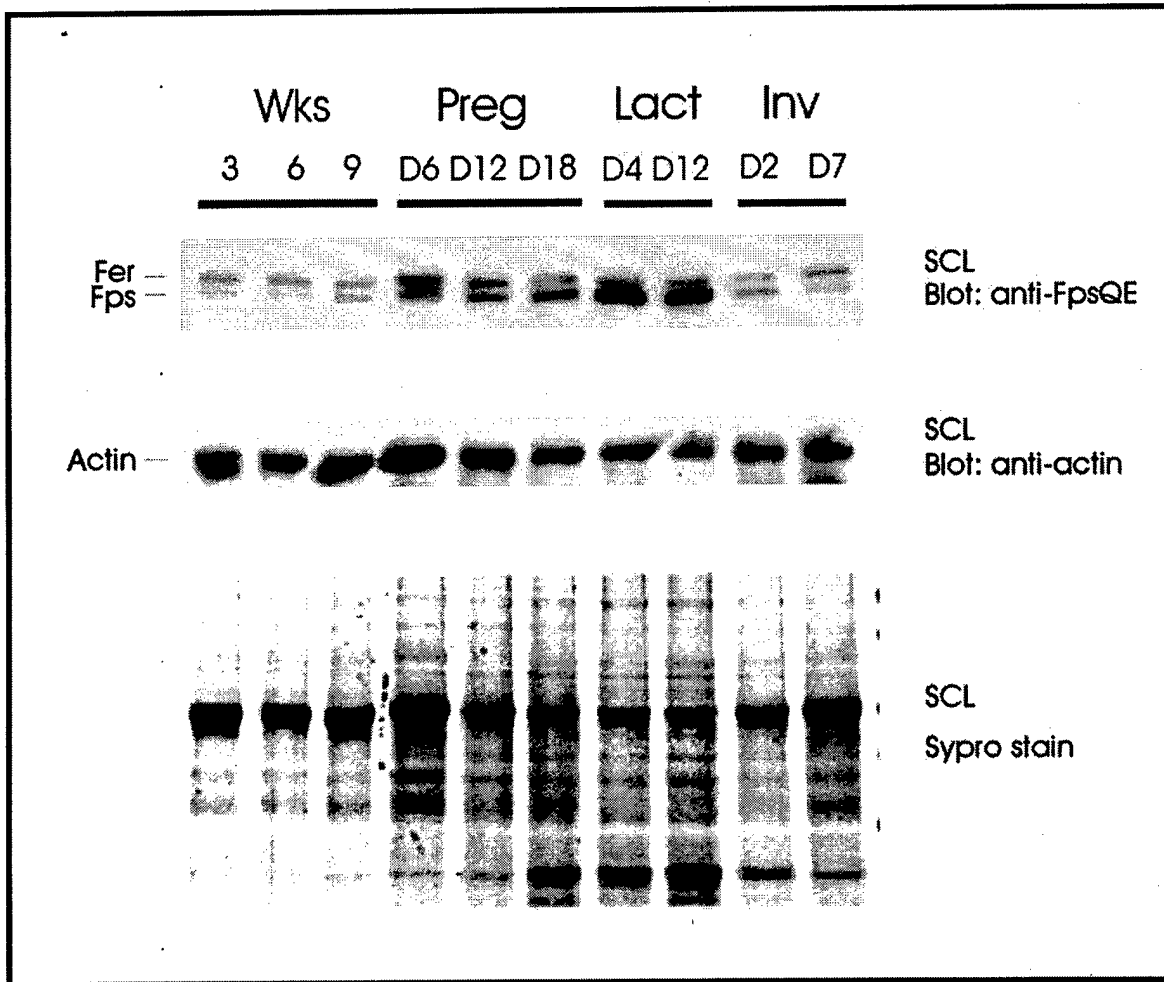 Wks Preg Lact Inv
3 6 9 D6 D12 D18 D4 D12 D2 D7
Fer
Fps
SCL
Blot: anti-FpsQE
Actin
SCL
Blot: anti-actin
SCL
Sypro stain